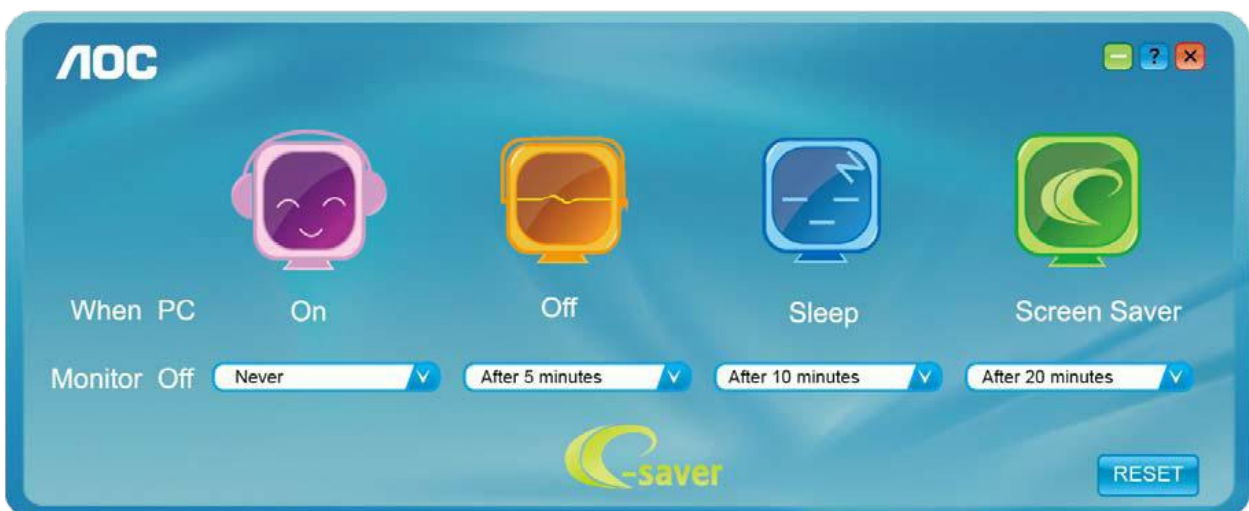 AOC
?
When PC On Off Sleep Screen Saver
Monitor Off Never After 5 minutes After 10 minutes After 20 minutes
e-saver
RESET